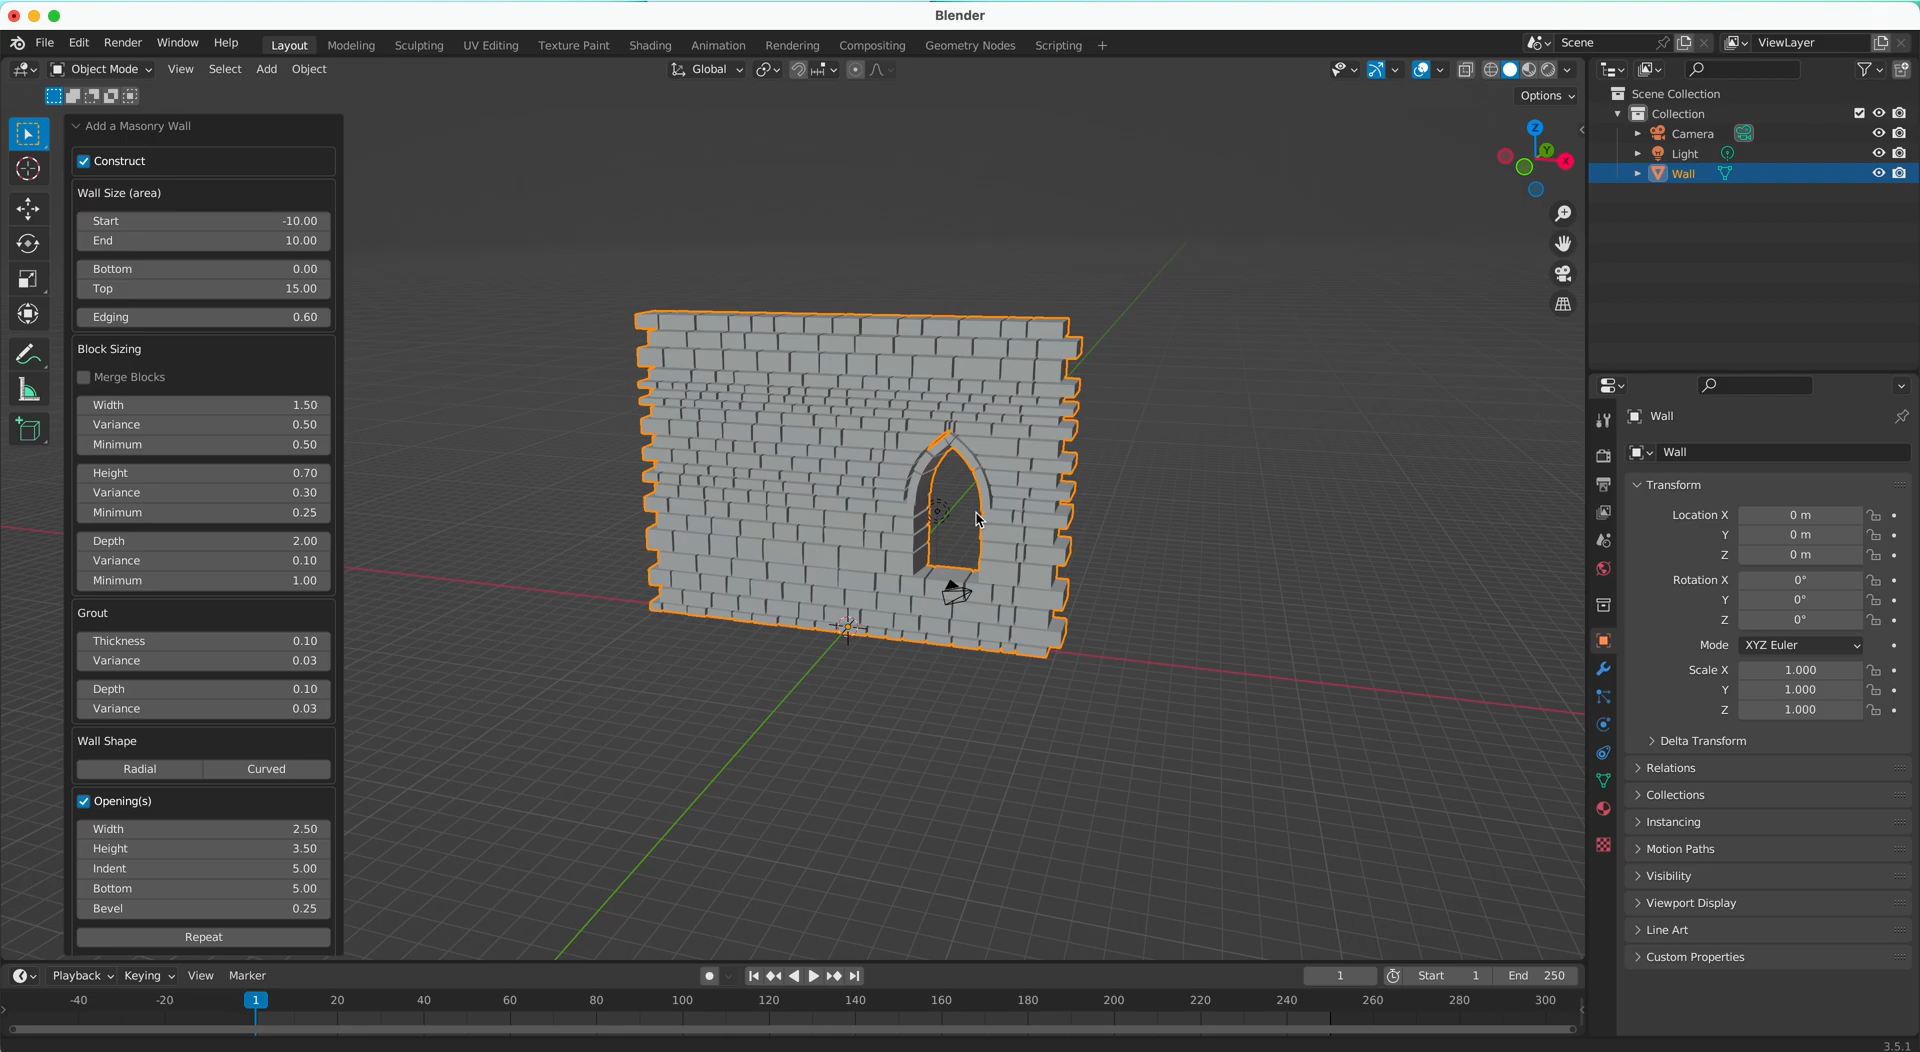 Blender
File Edit Render Window Help Layout Modeling Sculpting UV Editing Texture Paint Shading Animation Rendering Compositing Geometry Nodes Scripting + Scene ViewLayer
Object Mode View Select Add Object Global
Options
Add a Masonry Wall
Construct
Wall Size (area)
Start -10.00
End 10.00
Bottom 0.00
Top 15.00
Edging 0.60
Block Sizing
Merge Blocks
Width 1.50
Variance 0.50
Minimum 0.50
Height 0.70
Variance 0.30
Minimum 0.25
Depth 2.00
Variance 0.10
Minimum 1.00
Grout
Thickness 0.10
Variance 0.03
Depth 0.10
Variance 0.03
Wall Shape
Radial Curved
Opening(s)
Width 2.50
Height 3.50
Indent 5.00
Bottom 5.00
Bevel 0.25
Repeat
Z
Y
X
Scene Collection
Collection
Camera
Light
Wall
Wall
Wall
Transform
Location X 0 m
Y 0 m
Z 0 m
Rotation X 0°
Y 0°
Z 0°
Mode XYZ Euler
Scale X 1.000
Y 1.000
Z 1.000
Delta Transform
Relations
Collections
Instancing
Motion Paths
Visibility
Viewport Display
Line Art
Custom Properties
Playback Keying View Marker 1 Start 1 End 250
-40 -20 1 20 40 60 80 100 120 140 160 180 200 220 240 260 280 300
3.5.1